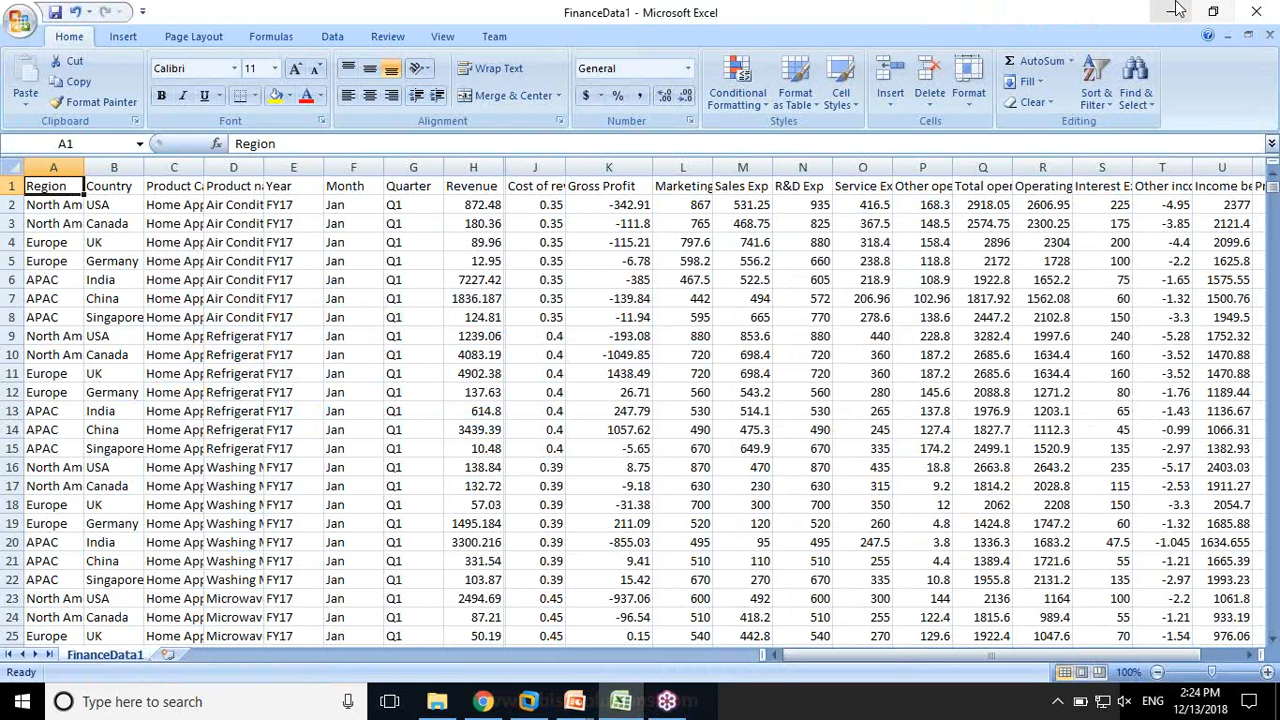 FinanceData1 - Microsoft Excel
Home Insert Page Layout Formulas Data Review View Team
Paste Cut Copy Format Painter Clipboard
Calibri 11 B I U A Font
Wrap Text Merge & Center Alignment
General $ % , Number
Conditional Formatting Format as Table Cell Styles Styles
Insert Delete Format Cells
AutoSum Fill Clear Sort & Filter Find & Select Editing
A1 fx Region
A B C D E F G H J K L M N O P Q R S T U
1 Region Country Product Ca Product na Year Month Quarter Revenue Cost of rev Gross Profit Marketing Sales Exp R&D Exp Service Ex Other ope Total oper Operating Interest E Other inco Income be Pr
2 North Am USA Home App Air Condit FY17 Jan Q1 872.48 0.35 -342.91 867 531.25 935 416.5 168.3 2918.05 2606.95 225 -4.95 2377
3 North Am Canada Home App Air Condit FY17 Jan Q1 180.36 0.35 -111.8 765 468.75 825 367.5 148.5 2574.75 2300.25 175 -3.85 2121.4
4 Europe UK Home App Air Condit FY17 Jan Q1 89.96 0.35 -115.21 797.6 741.6 880 318.4 158.4 2896 2304 200 -4.4 2099.6
5 Europe Germany Home App Air Condit FY17 Jan Q1 12.95 0.35 -6.78 598.2 556.2 660 238.8 118.8 2172 1728 100 -2.2 1625.8
6 APAC India Home App Air Condit FY17 Jan Q1 7227.42 0.35 -385 467.5 522.5 605 218.9 108.9 1922.8 1652.2 75 -1.65 1575.55
7 APAC China Home App Air Condit FY17 Jan Q1 1836.187 0.35 -139.84 442 494 572 206.96 102.96 1817.92 1562.08 60 -1.32 1500.76
8 APAC Singapore Home App Air Condit FY17 Jan Q1 124.81 0.35 -11.94 595 665 770 278.6 138.6 2447.2 2102.8 150 -3.3 1949.5
9 North Am USA Home App Refrigerat FY17 Jan Q1 1239.06 0.4 -193.08 880 853.6 880 440 228.8 3282.4 1997.6 240 -5.28 1752.32
10 North Am Canada Home App Refrigerat FY17 Jan Q1 4083.19 0.4 -1049.85 720 698.4 720 360 187.2 2685.6 1634.4 160 -3.52 1470.88
11 Europe UK Home App Refrigerat FY17 Jan Q1 4902.38 0.4 1438.49 720 698.4 720 360 187.2 2685.6 1634.4 160 -3.52 1470.88
12 Europe Germany Home App Refrigerat FY17 Jan Q1 137.63 0.4 26.71 560 543.2 560 280 145.6 2088.8 1271.2 80 -1.76 1189.44
13 APAC India Home App Refrigerat FY17 Jan Q1 614.8 0.4 247.79 530 514.1 530 265 137.8 1976.9 1203.1 65 -1.43 1136.67
14 APAC China Home App Refrigerat FY17 Jan Q1 3439.39 0.4 1057.62 490 475.3 490 245 127.4 1827.7 1112.3 45 -0.99 1066.31
15 APAC Singapore Home App Refrigerat FY17 Jan Q1 10.48 0.4 -5.65 670 649.9 670 335 174.2 2499.1 1520.9 135 -2.97 1382.93
16 North Am USA Home App Washing M FY17 Jan Q1 138.84 0.39 8.75 870 470 870 435 18.8 2663.8 2643.2 235 -5.17 2403.03
17 North Am Canada Home App Washing M FY17 Jan Q1 132.72 0.39 -9.18 630 230 630 315 9.2 1814.2 2028.8 115 -2.53 1911.27
18 Europe UK Home App Washing M FY17 Jan Q1 57.03 0.39 -31.38 700 300 700 350 12 2062 2208 150 -3.3 2054.7
19 Europe Germany Home App Washing M FY17 Jan Q1 1495.184 0.39 211.09 520 120 520 260 4.8 1424.8 1747.2 60 -1.32 1685.88
20 APAC India Home App Washing M FY17 Jan Q1 3300.216 0.39 -855.03 495 95 495 247.5 3.8 1336.3 1683.2 47.5 -1.045 1634.655
21 APAC China Home App Washing M FY17 Jan Q1 331.54 0.39 9.41 510 110 510 255 4.4 1389.4 1721.6 55 -1.21 1665.39
22 APAC Singapore Home App Washing M FY17 Jan Q1 103.87 0.39 15.42 670 270 670 335 10.8 1955.8 2131.2 135 -2.97 1993.23
23 North Am USA Home App Microwav FY17 Jan Q1 2494.69 0.45 -937.06 600 492 600 300 144 2136 1164 100 -2.2 1061.8
24 North Am Canada Home App Microwav FY17 Jan Q1 87.21 0.45 -96.54 510 418.2 510 255 122.4 1815.6 989.4 65 -1.43 933.19
25 Europe UK Home App Microwav FY17 Jan Q1 50.19 0.45 0.15 540 442.8 540 270 129.6 1922.4 1047.6 70 -1.54 976.06
FinanceData1
Ready 100%
Type here to search ENG 2:24 PM
12/13/2018